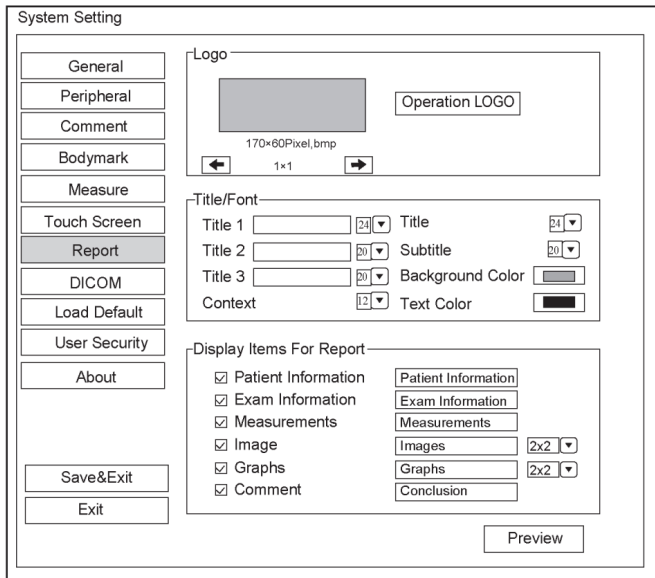 System Setting
General
Peripheral
Comment
Bodymark
Measure
Touch Screen
Report
DICOM
Load Default
User Security
About
Save&Exit
Exit
Logo
Operation LOGO
170×60Pixel,bmp
1×1
Title/Font
Title 1 24 Title 24
Title 2 20 Subtitle 20
Title 3 20 Background Color
Context 12 Text Color
Display Items For Report
Patient Information Patient Information
Exam Information Exam Information
Measurements Measurements
Image Images 2x2
Graphs Graphs 2x2
Comment Conclusion
Preview